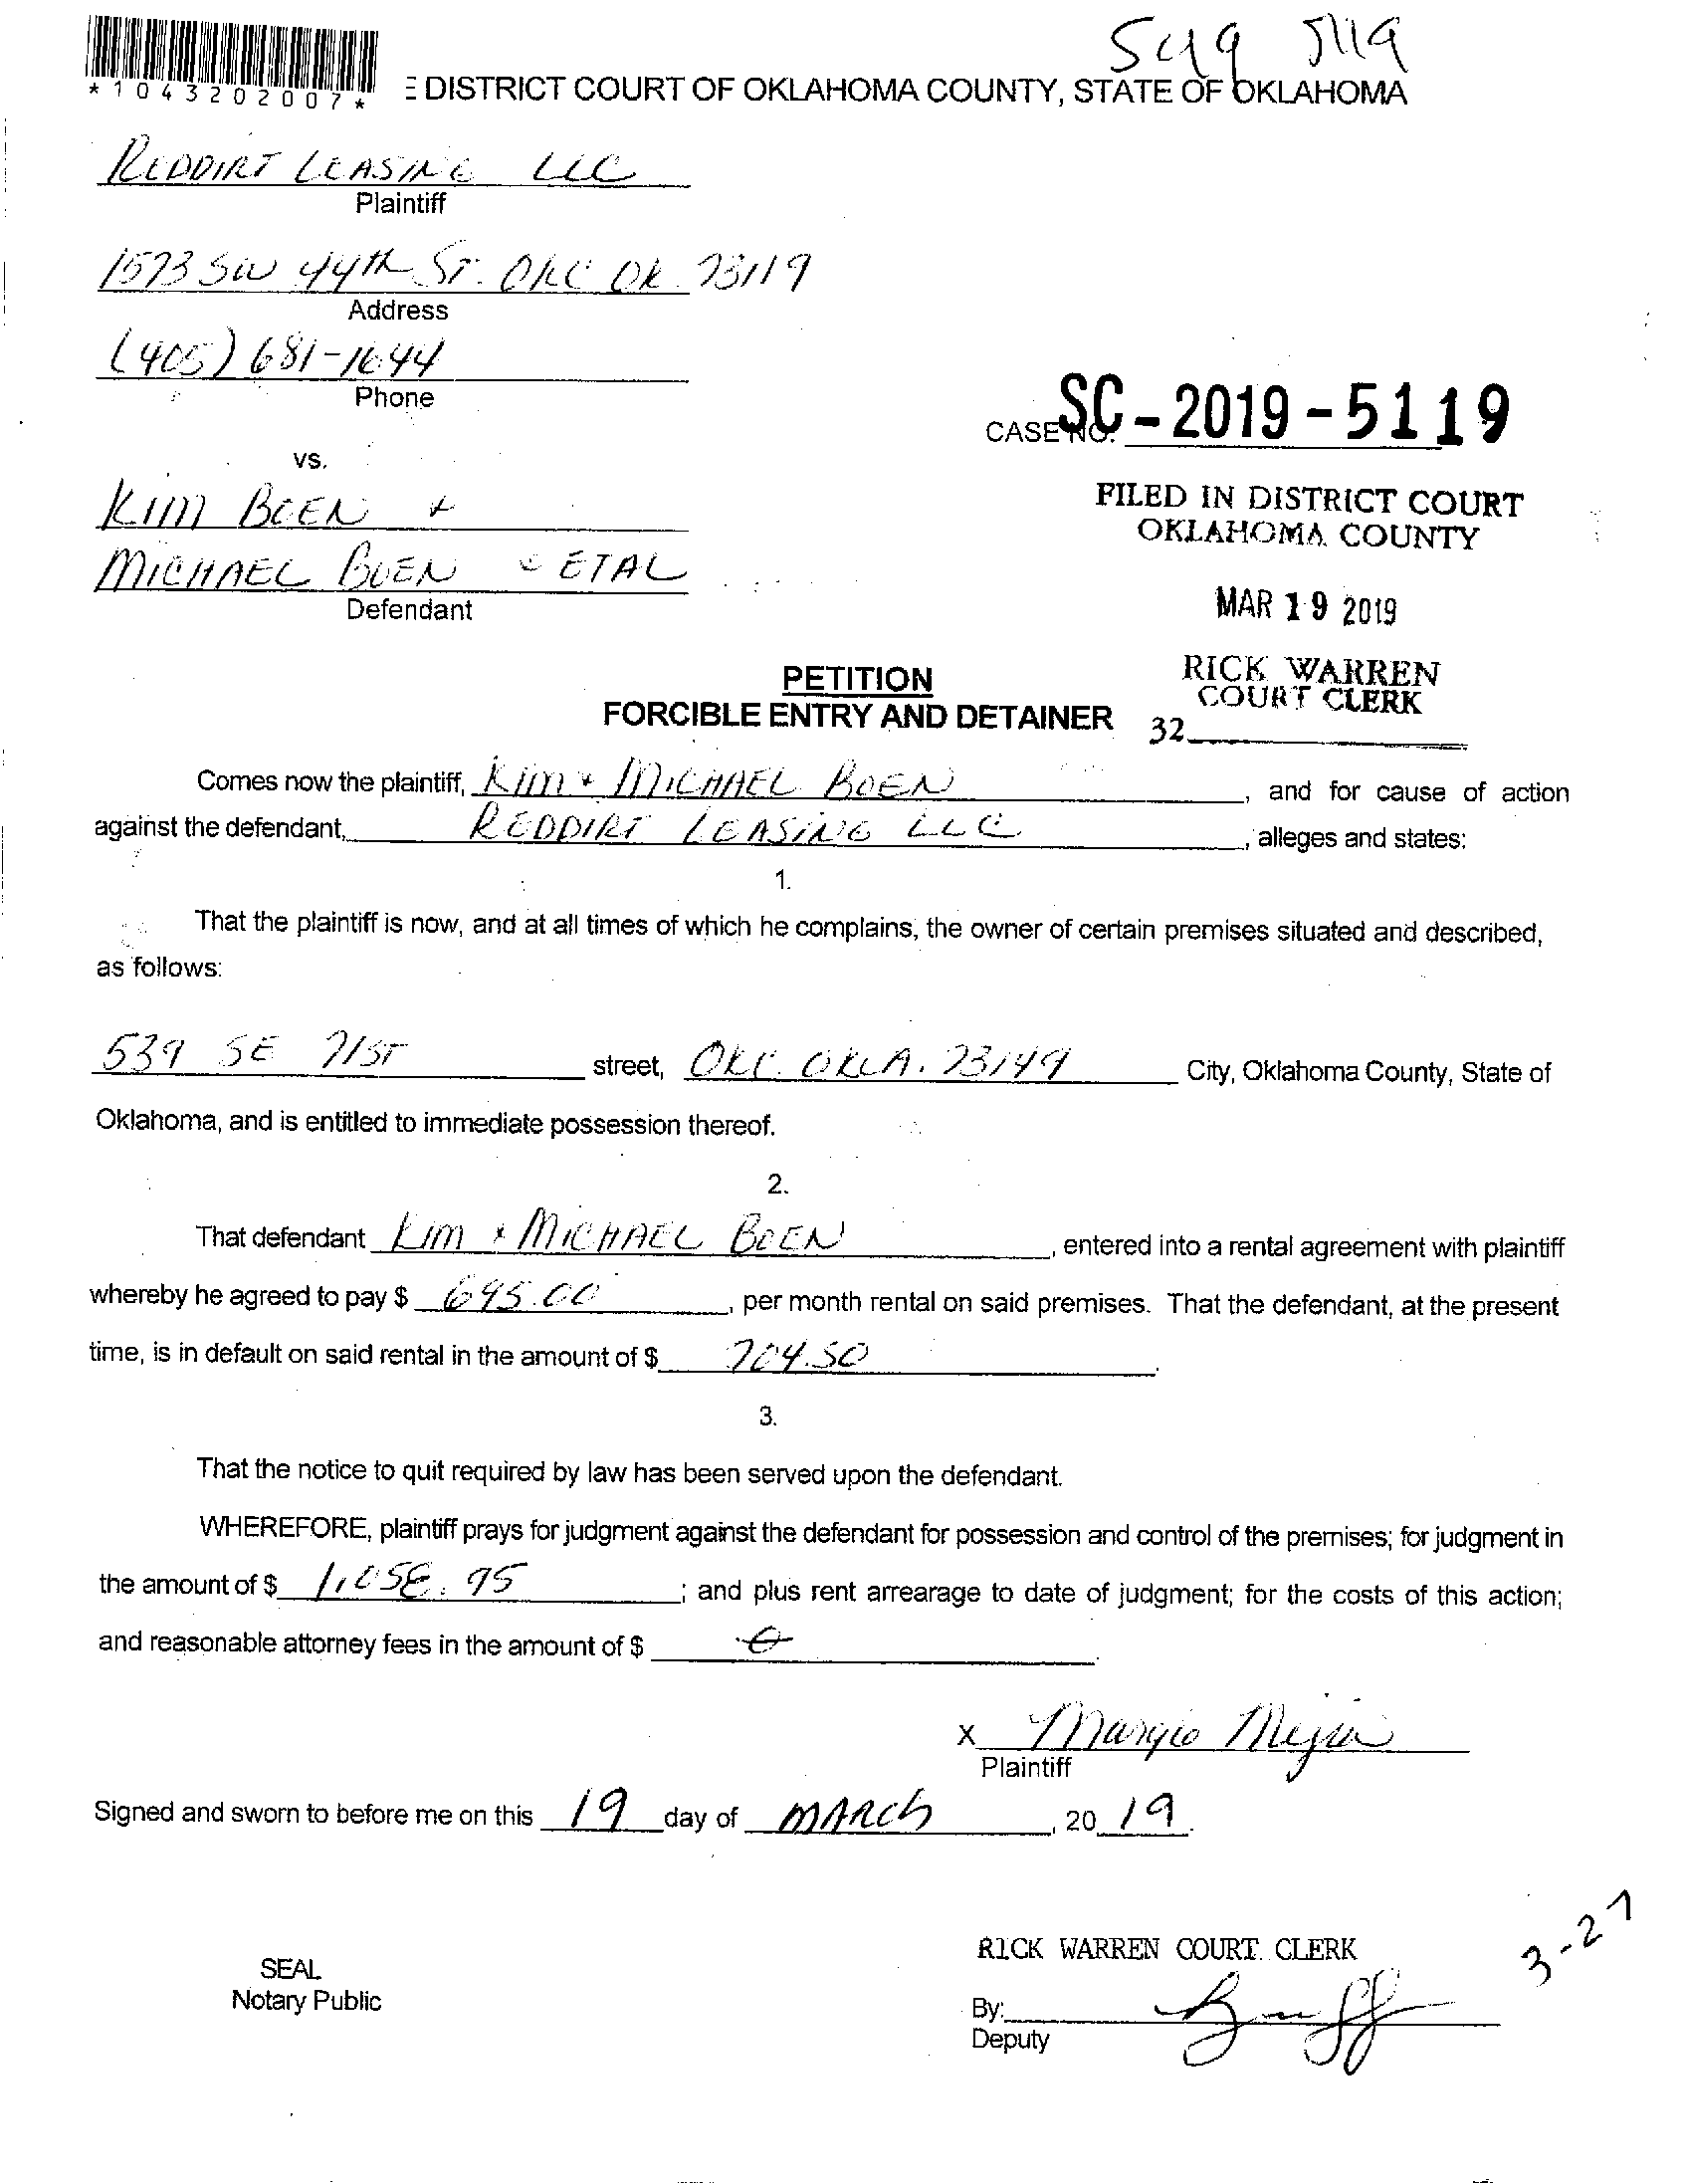 *1043202007*
DISTRICT COURT OF OKLAHOMA COUNTY, STATE OF OKLAHOMA
REDDIRT LEASING LLC
Plaintiff
1573 SW 44th ST. OKC OK 73119
Address
(405) 681-1644
Phone
CASE NO. SC-2019-5119
vs.
KIM BOEN &
MICHAEL BOEN & ETAL
Defendant
FILED IN DISTRICT COURT
OKLAHOMA COUNTY
MAR 19 2019
RICK WARREN
COURT CLERK
32
PETITION
FORCIBLE ENTRY AND DETAINER
Comes now the plaintiff, KIM & MICHAEL BOEN, and for cause of action
against the defendant, REDDIRT LEASING LLC, alleges and states:
1.
That the plaintiff is now, and at all times of which he complains, the owner of certain premises situated and described,
as follows:
539 SE 71ST street, OKC. OKLA. 73149 City, Oklahoma County, State of
Oklahoma, and is entitled to immediate possession thereof.
2.
That defendant KIM & MICHAEL BOEN, entered into a rental agreement with plaintiff
whereby he agreed to pay $ 695.00, per month rental on said premises. That the defendant, at the present
time, is in default on said rental in the amount of $ 704.50.
3.
That the notice to quit required by law has been served upon the defendant.
WHEREFORE, plaintiff prays for judgment against the defendant for possession and control of the premises; for judgment in
the amount of $ ; and plus rent arrearage to date of judgment; for the costs of this action;
and reasonable attorney fees in the amount of $ 0.
X Margie Mejia
Plaintiff
Signed and sworn to before me on this 19 day of MARCh, 20 19.
3-27
RICK WARREN COURT CLERK
SEAL
Notary Public
By:
Deputy